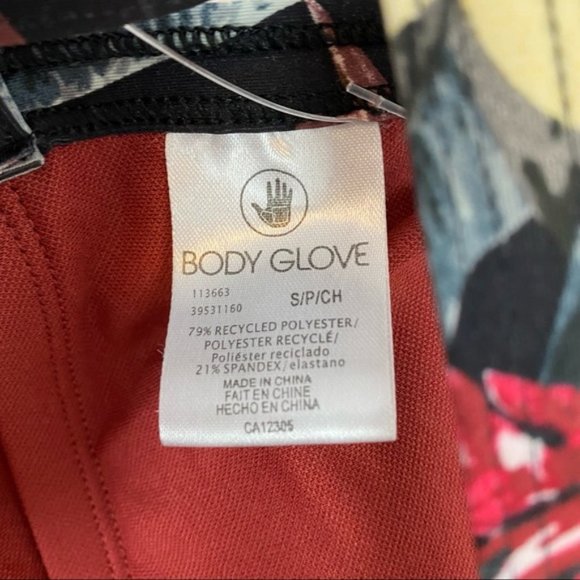 BODY GLOVE
113663
39531160
S/P/CH
79% RECYCLED POLYESTER/
POLYESTER RECYCLÉ/
Poliéster reciclado
21% SPANDEX/elastano
MADE IN CHINA
FAIT EN CHINE
HECHO EN CHINA
CA12305